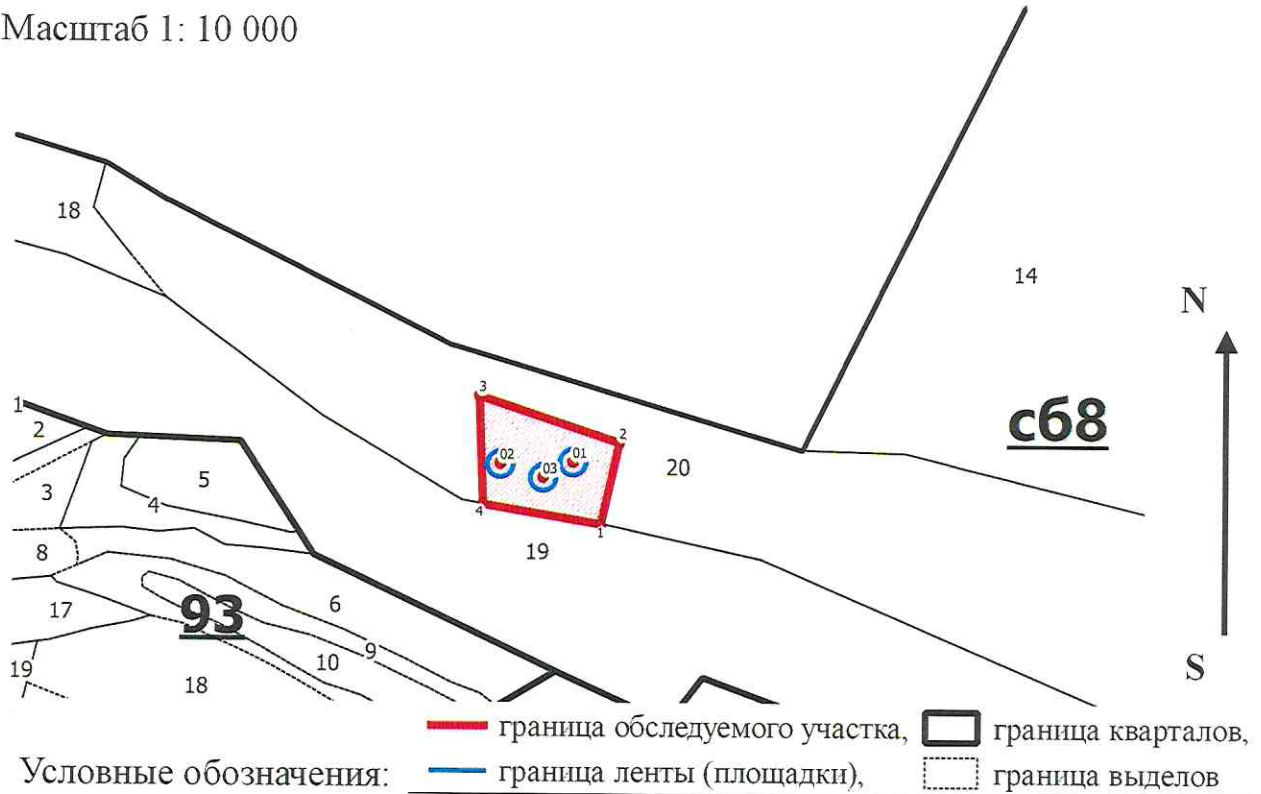 Масштаб 1: 10 000
18
14
N
3
1
2
с68
2
01
02
03
20
5
3
4
4
1
8
19
6
17
93
9
19
10
18
S
граница обследуемого участка,
граница кварталов,
Условные обозначения:
граница ленты (площадки),
граница выделов